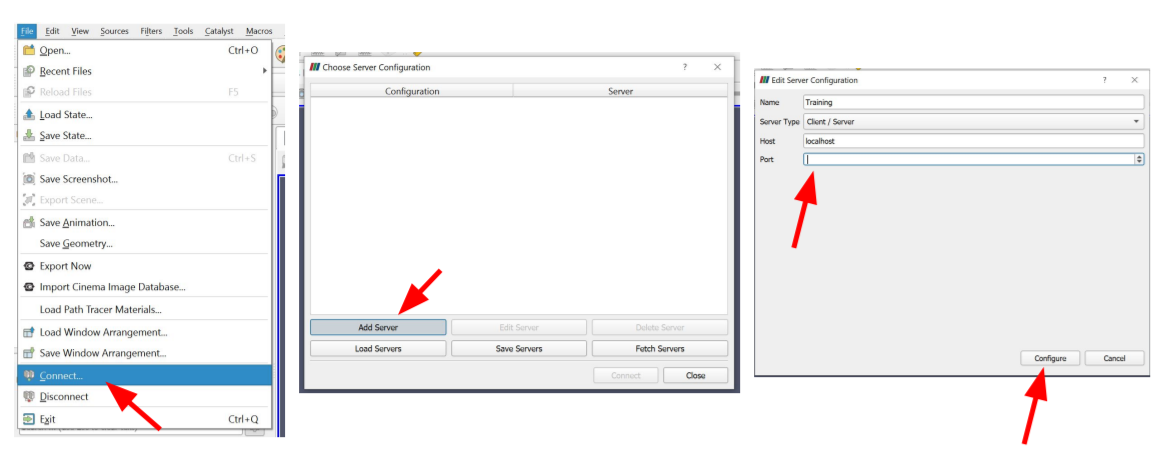 File Edit View Sources Filters Tools Catalyst Macros
Open... Ctrl+O
Recent Files
Reload Files F5
Load State...
Save State...
Save Data... Ctrl+S
Save Screenshot...
Export Scene...
Save Animation...
Save Geometry...
Export Now
Import Cinema Image Database...
Load Path Tracer Materials...
Load Window Arrangement...
Save Window Arrangement...
Connect...
Disconnect
Exit Ctrl+Q
Choose Server Configuration ? ×
Configuration Server
Add Server Edit Server Delete Server
Load Servers Save Servers Fetch Servers
Connect Close
Edit Server Configuration ? ×
Name Training
Server Type Client / Server
Host localhost
Port
Configure Cancel